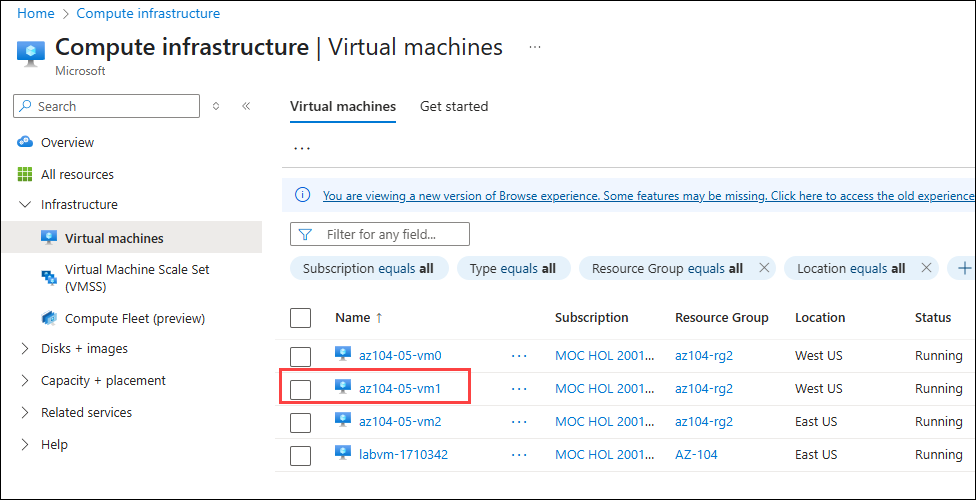 Home > Compute infrastructure >
Compute infrastructure | Virtual machines ...
Microsoft
Search
Virtual machines Get started
Overview
...
All resources
Infrastructure
You are viewing a new version of Browse experience. Some features may be missing. Click here to access the old experience
Virtual machines
Filter for any field...
Virtual Machine Scale Set
(VMSS)
Subscription equals all Type equals all Resource Group equals all Location equals all
Compute Fleet (preview)
Name ↑ Subscription Resource Group Location Status
Disks + images
az104-05-vm0 ... MOC HOL 2001... az104-rg2 West US Running
Capacity + placement
az104-05-vm1 ... MOC HOL 2001... az104-rg2 West US Running
Related services
az104-05-vm2 ... MOC HOL 2001... az104-rg2 East US Running
Help
labvm-1710342 ... MOC HOL 2001... AZ-104 East US Running